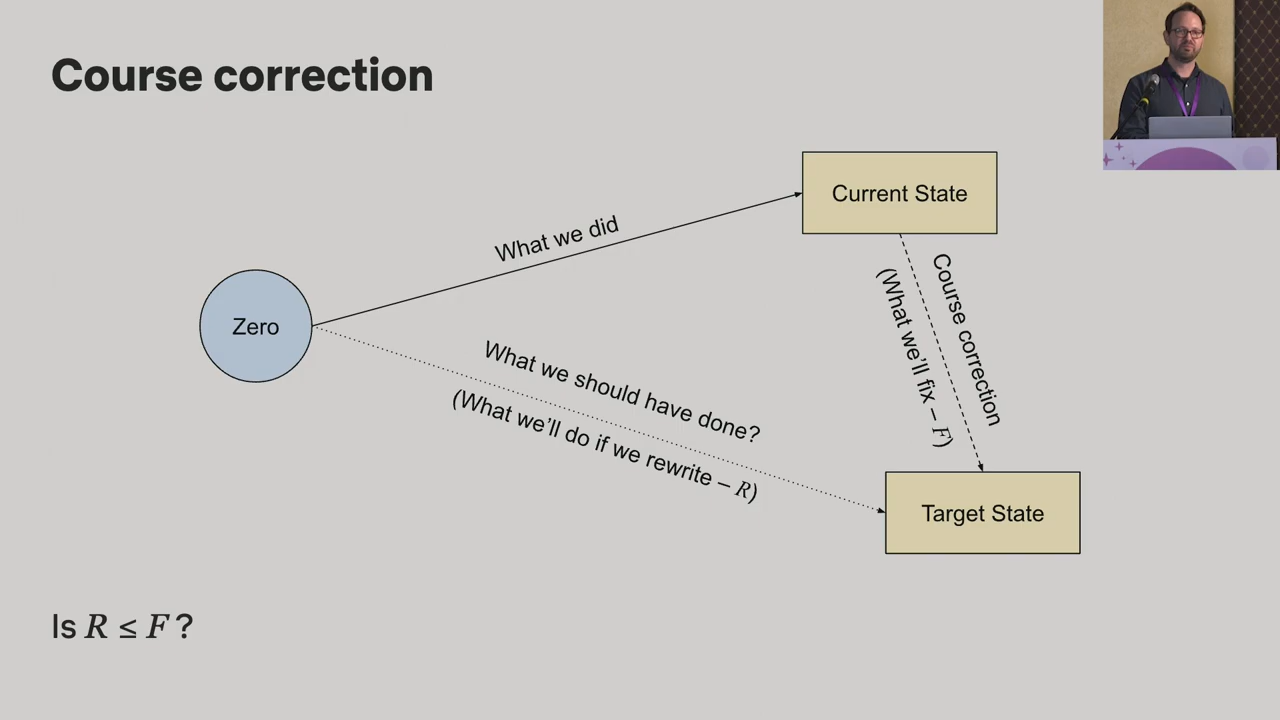 Course correction
Current State
What we did
Zero
Course correction
(What we'll fix – F)
What we should have done?
(What we'll do if we rewrite – R)
Target State
Is R ≤ F?